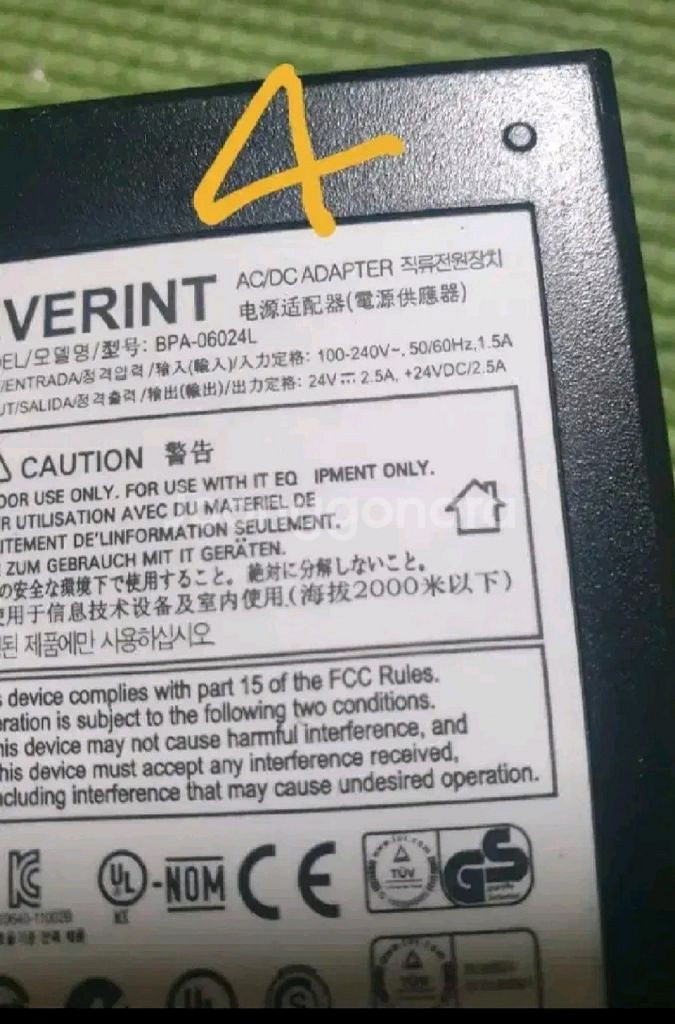 4
VERINT
AC/DC ADAPTER 직류전원장치
电源适配器(電源供應器)
EL/모델명/型号: BPA-06024L
/ENTRADA/정격입력/输入(輸入)/入力定格: 100-240V~, 50/60Hz,1.5A
UT/SALIDA/정격출력/输出(輸出)/出力定格: 24V⎓2.5A, +24VDC/2.5A
CAUTION 警告
OOR USE ONLY. FOR USE WITH IT EQ IPMENT ONLY.
R UTILISATION AVEC DU MATERIEL DE
ITEMENT DE L'INFORMATION SEULEMENT.
ZUM GEBRAUCH MIT IT GERÄTEN.
の安全な環境下で使用すること。絶対に分解しないこと。
使用于信息技术设备及室内使用.(海拔2000米以下)
된 제품에만 사용하십시오
s device complies with part 15 of the FCC Rules.
ration is subject to the following two conditions.
his device may not cause harmful interference, and
his device must accept any interference received,
cluding interference that may cause undesired operation.
UL-NOM CE TÜV GS
MX